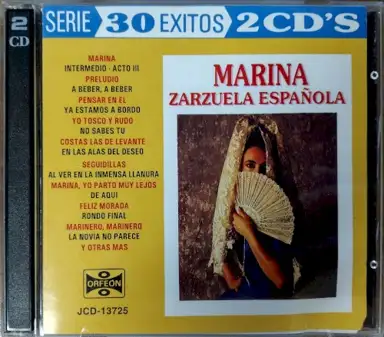 2
CD
SERIE 30 EXITOS 2 CD'S
MARINA
INTERMEDIO - ACTO III
PRELUDIO
A BEBER, A BEBER
PENSAR EN EL
YA ESTAMOS A BORDO
YO TOSCO Y RUDO
NO SABES TU
COSTAS LAS DE LEVANTE
EN LAS ALAS DEL DESEO
SEGUIDILLAS
AL VER EN LA INMENSA LLANURA
MARINA, YO PARTO MUY LEJOS
DE AQUI
FELIZ MORADA
RONDO FINAL
MARINERO, MARINERO
LA NOVIA NO PARECE
Y OTRAS MAS
ORFEON
JCD-13725
MARINA
ZARZUELA ESPAÑOLA